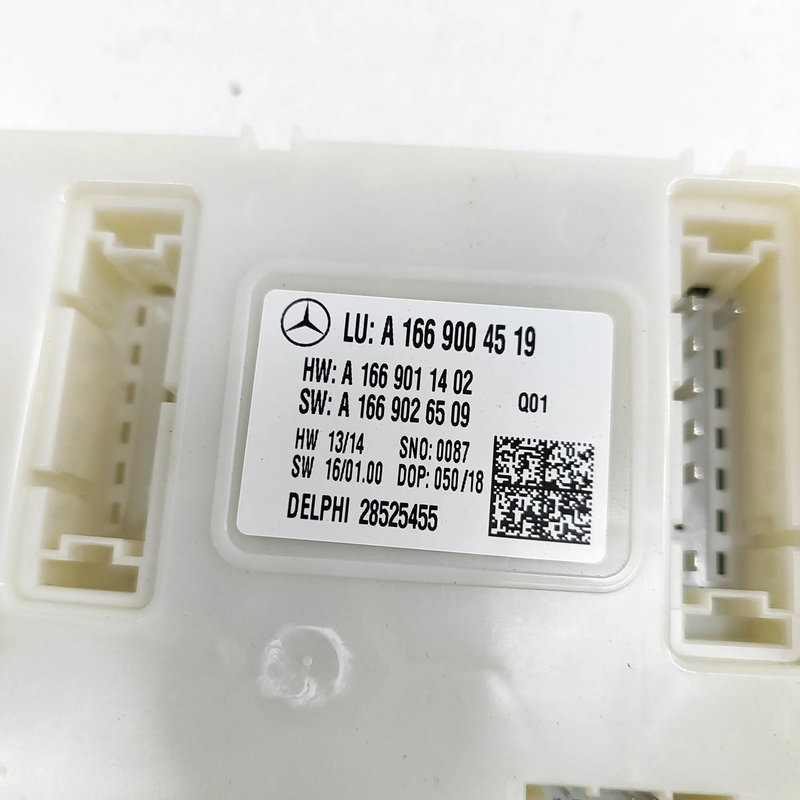 LU: A 166 900 45 19
HW: A 166 901 14 02
SW: A 166 902 65 09 Q01
HW 13/14 SNO: 0087
SW 16/01.00 DOP: 050/18
DELPHI 28525455